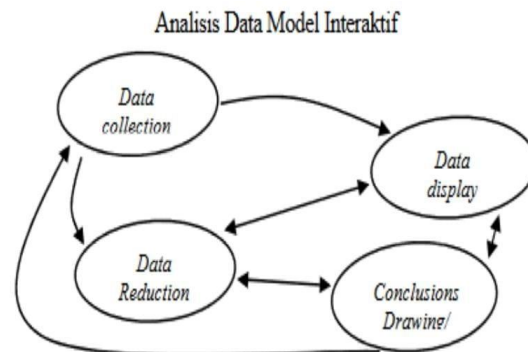 Analisis Data Model Interaktif
Data
collection
Data
display
Data
Reduction
Conclusions
Drawing/